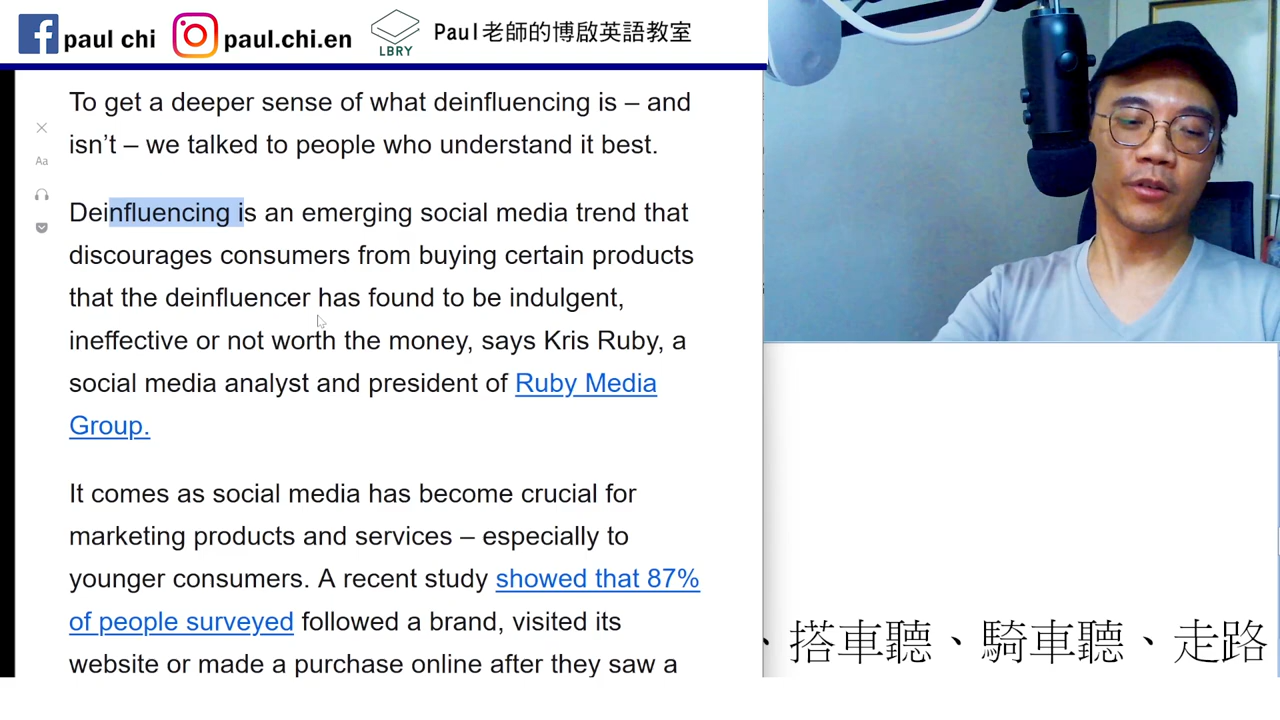 paul chi
paul.chi.en
LBRY
Paul老師的博啟英語教室
To get a deeper sense of what deinfluencing is – and
isn’t – we talked to people who understand it best.
Aa
Deinfluencing is an emerging social media trend that
discourages consumers from buying certain products
that the deinfluencer has found to be indulgent,
ineffective or not worth the money, says Kris Ruby, a
social media analyst and president of Ruby Media
Group.
It comes as social media has become crucial for
marketing products and services – especially to
younger consumers. A recent study showed that 87%
of people surveyed followed a brand, visited its
website or made a purchase online after they saw a
、搭車聽、騎車聽、走路